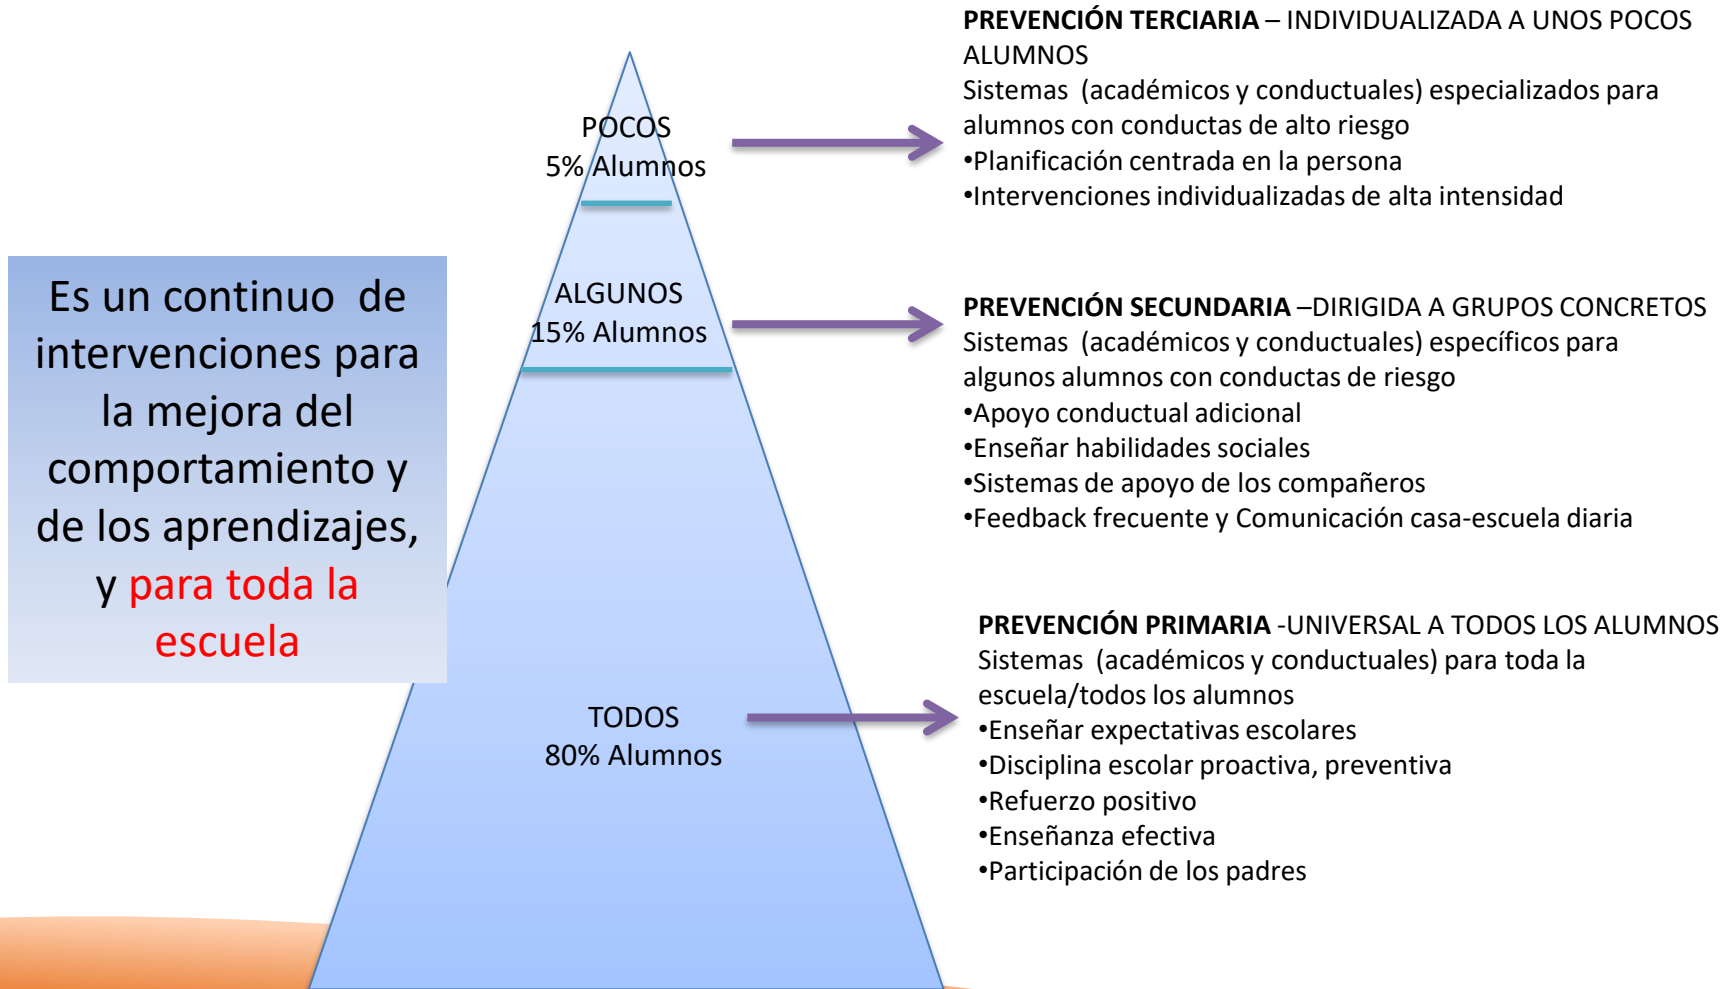 PREVENCIÓN TERCIARIA – INDIVIDUALIZADA A UNOS POCOS
ALUMNOS
Sistemas (académicos y conductuales) especializados para
alumnos con conductas de alto riesgo
•Planificación centrada en la persona
•Intervenciones individualizadas de alta intensidad
POCOS
5% Alumnos
Es un continuo de
intervenciones para
la mejora del
comportamiento y
de los aprendizajes,
y para toda la
escuela
ALGUNOS
15% Alumnos
PREVENCIÓN SECUNDARIA –DIRIGIDA A GRUPOS CONCRETOS
Sistemas (académicos y conductuales) específicos para
algunos alumnos con conductas de riesgo
•Apoyo conductual adicional
•Enseñar habilidades sociales
•Sistemas de apoyo de los compañeros
•Feedback frecuente y Comunicación casa-escuela diaria
TODOS
80% Alumnos
PREVENCIÓN PRIMARIA -UNIVERSAL A TODOS LOS ALUMNOS
Sistemas (académicos y conductuales) para toda la
escuela/todos los alumnos
•Enseñar expectativas escolares
•Disciplina escolar proactiva, preventiva
•Refuerzo positivo
•Enseñanza efectiva
•Participación de los padres